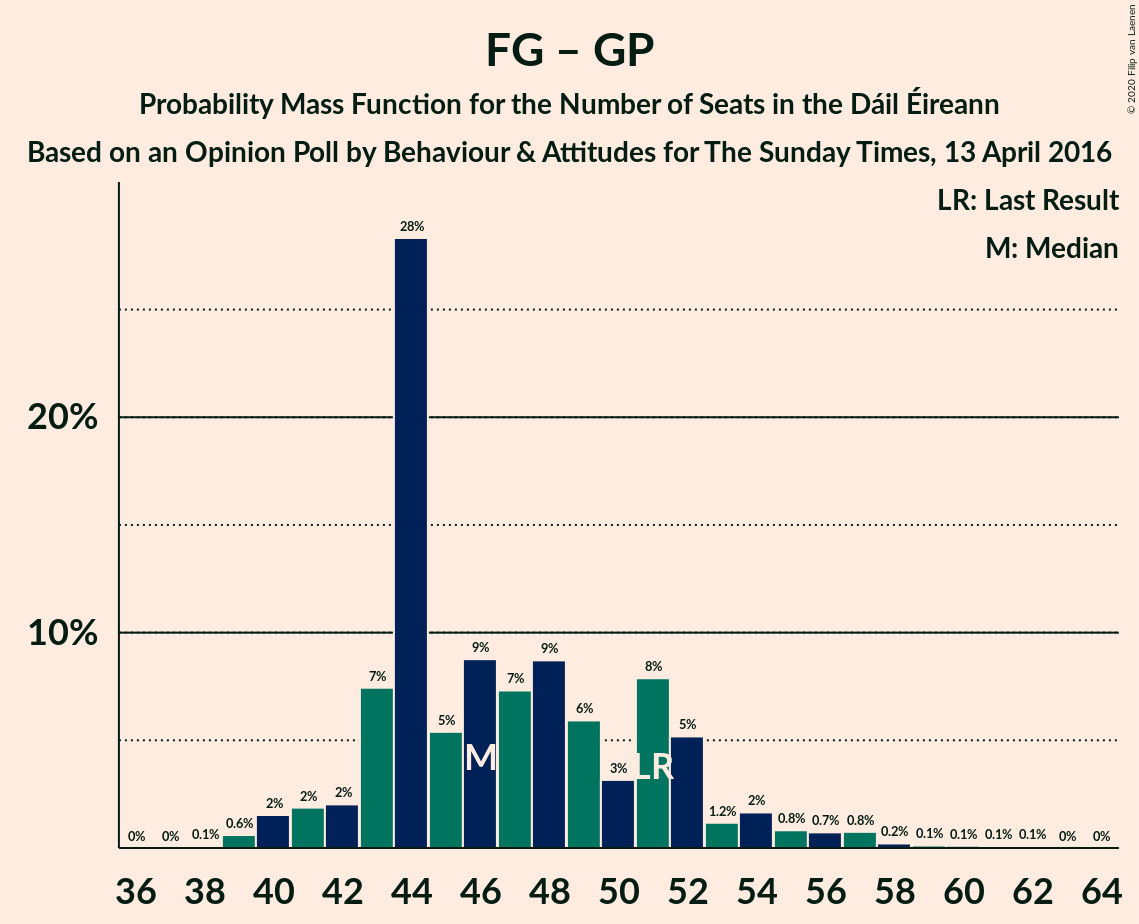 FG – GP
Probability Mass Function for the Number of Seats in the Dáil Éireann
Based on an Opinion Poll by Behaviour & Attitudes for The Sunday Times, 13 April 2016
© 2020 Filip van Laenen
LR: Last Result
M: Median
20%
10%
0% 0% 0.1% 0.6% 2% 2% 2% 7% 28% 5% 9% 7% 9% 6% 3% 8% 5% 1.2% 2% 0.8% 0.7% 0.8% 0.2% 0.1% 0.1% 0.1% 0.1% 0% 0%
M LR
36 38 40 42 44 46 48 50 52 54 56 58 60 62 64